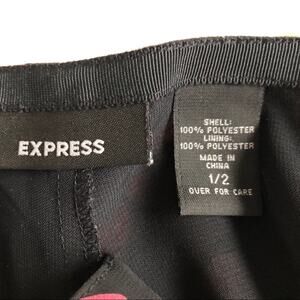 EXPRESS
SHELL:
100% POLYESTER
LINING:
100% POLYESTER
MADE IN
CHINA
1/2
OVER FOR CARE